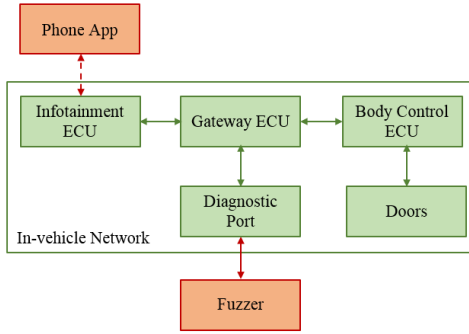 Phone App
Infotainment
ECU
Gateway ECU
Body Control
ECU
Diagnostic
Port
Doors
In-vehicle Network
Fuzzer